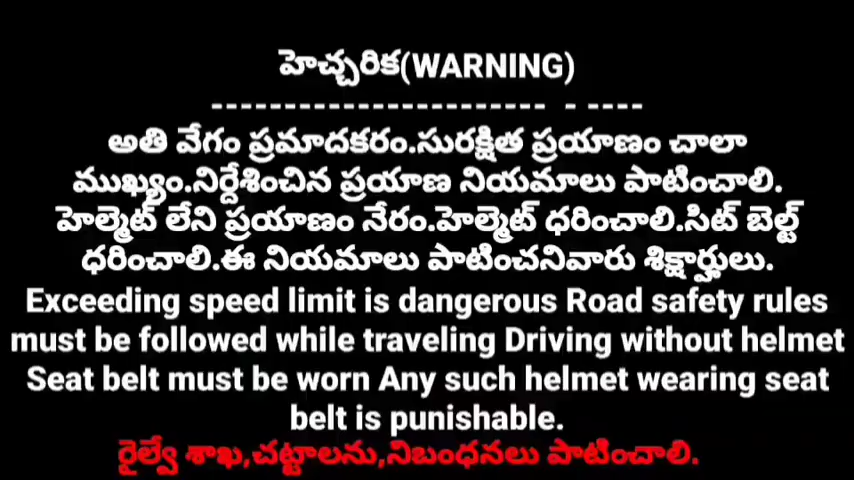 హెచ్చరిక(WARNING)
----------------------- - ----
అతి వేగం ప్రమాదకరం.సురక్షిత ప్రయాణం చాలా
ముఖ్యం.నిర్దేశించిన ప్రయాణ నియమాలు పాటించాలి.
హెల్మెట్ లేని ప్రయాణం నేరం.హెల్మెట్ ధరించాలి.సిట్ బెల్ట్
ధరించాలి.ఈ నియమాలు పాటించనివారు శిక్షార్హులు.
Exceeding speed limit is dangerous Road safety rules
must be followed while traveling Driving without helmet
Seat belt must be worn Any such helmet wearing seat
belt is punishable.
రైల్వే శాఖ,చట్టాలను,నిబంధనలు పాటించాలి.